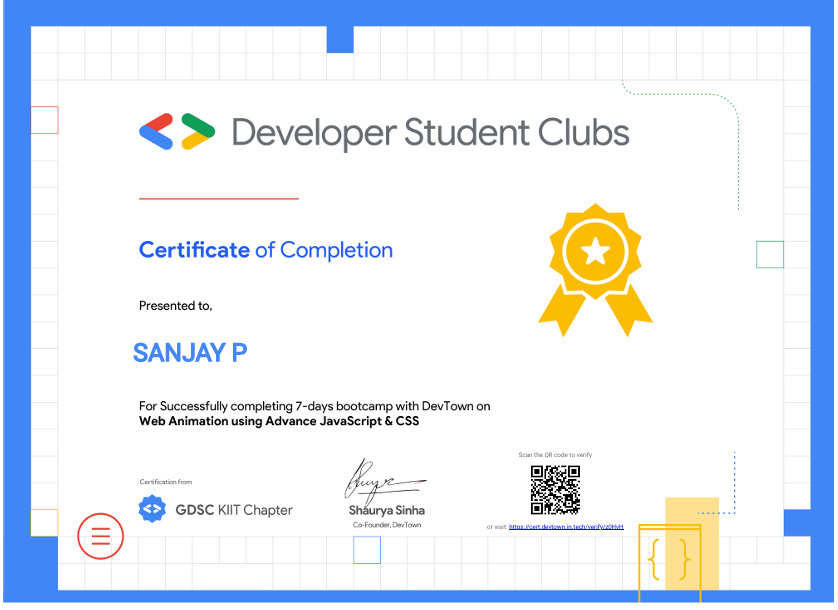 Developer Student Clubs
Certificate of Completion
Presented to,
SANJAY P
For Successfully completing 7-days bootcamp with DevTown on
Web Animation using Advance JavaScript & CSS
Scan the QR code to verify
Certification from
GDSC KIIT Chapter
Shaurya Sinha
Co-Founder, DevTown
or visit: https://cert.devtown.in.tech/verify/z0HvH
{ }